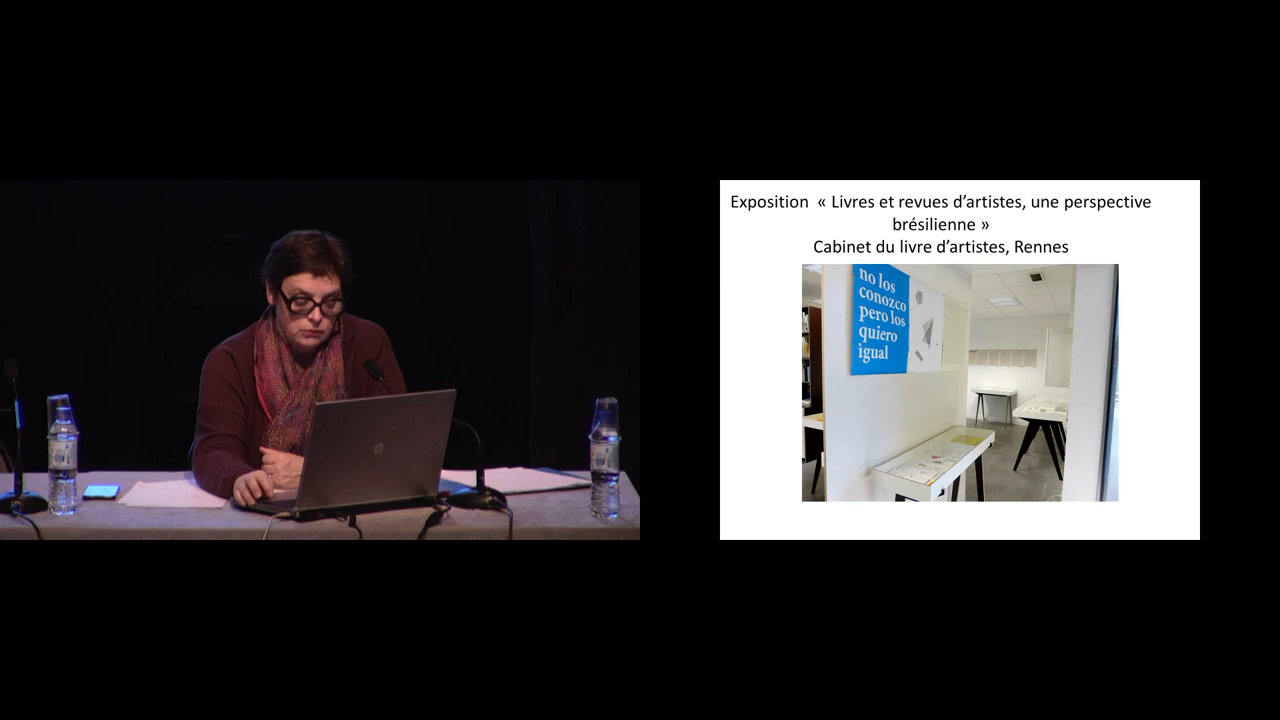 Exposition « Livres et revues d'artistes, une perspective
brésilienne »
Cabinet du livre d'artistes, Rennes
no los
conozco
pero los
quiero
igual
hp